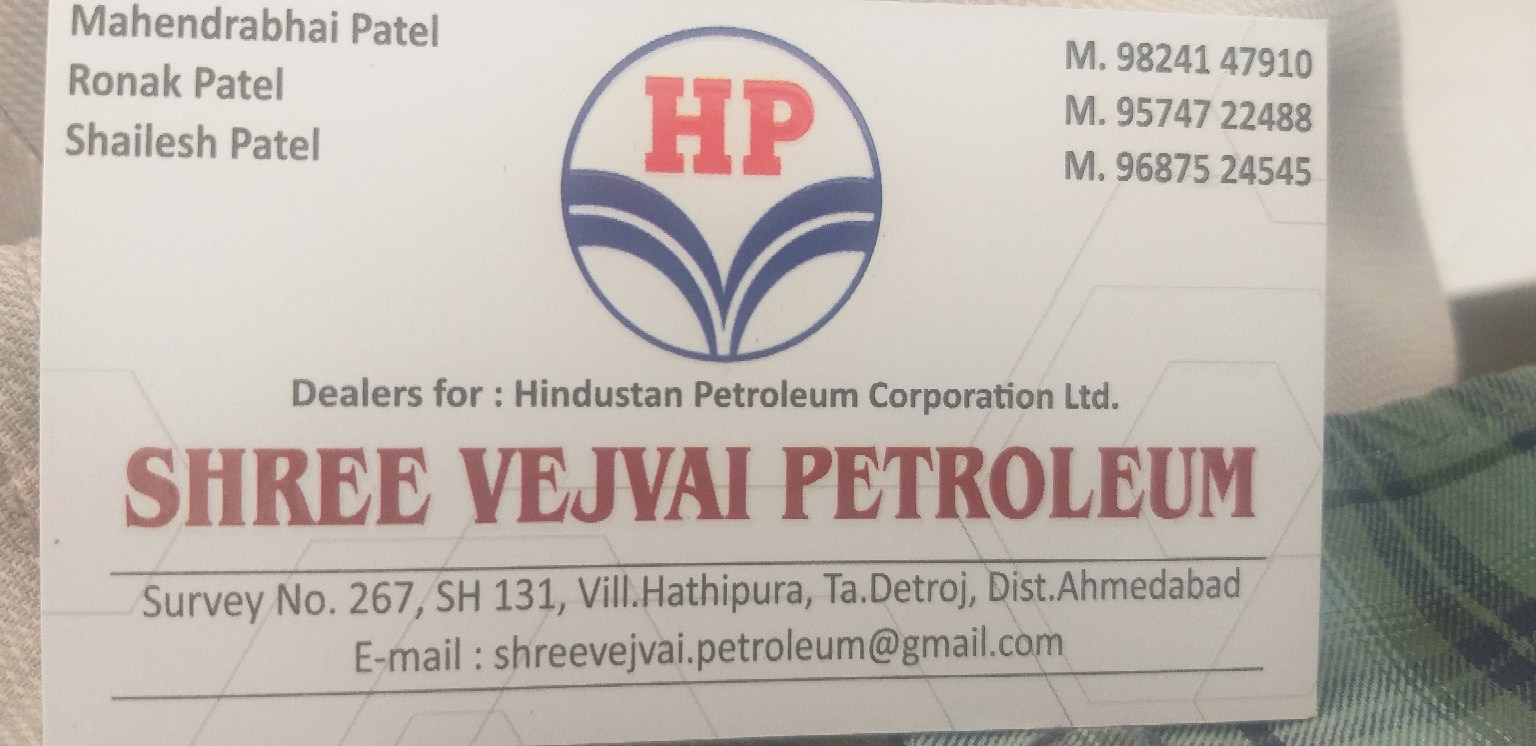 Mahendrabhai Patel
Ronak Patel
Shailesh Patel
M. 98241 47910
M. 95747 22488
M. 96875 24545
HP
Dealers for : Hindustan Petroleum Corporation Ltd.
SHREE VEJVAI PETROLEUM
Survey No. 267, SH 131, Vill.Hathipura, Ta.Detroj, Dist.Ahmedabad
E-mail : shreevejvai.petroleum@gmail.com